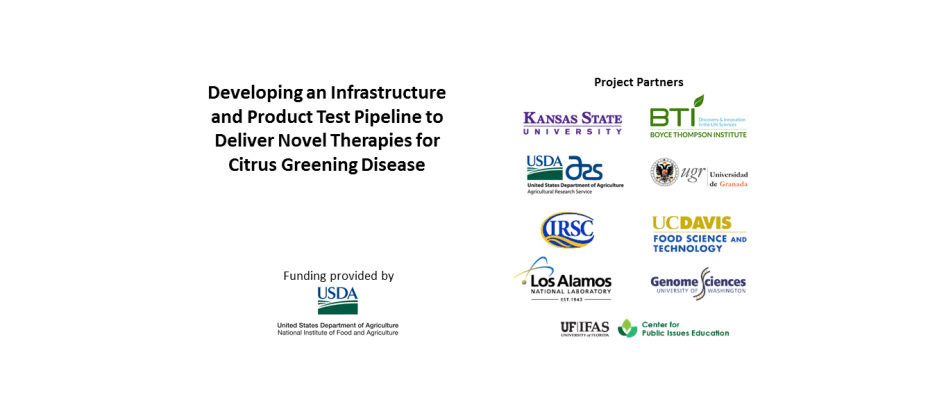 Developing an Infrastructure
and Product Test Pipeline to
Deliver Novel Therapies for
Citrus Greening Disease
Funding provided by
USDA
United States Department of Agriculture
National Institute of Food and Agriculture
Project Partners
KANSAS STATE
UNIVERSITY
BTI
Discovery & Innovation
in the Life Sciences
BOYCE THOMPSON INSTITUTE
USDA ars
United States Department of Agriculture
Agricultural Research Service
ugr Universidad
de Granada
IRSC
UCDAVIS
FOOD SCIENCE AND
TECHNOLOGY
Los Alamos
NATIONAL LABORATORY
EST. 1943
Genome Sciences
UNIVERSITY OF WASHINGTON
UF|IFAS
UNIVERSITY of FLORIDA
Center for
Public Issues Education